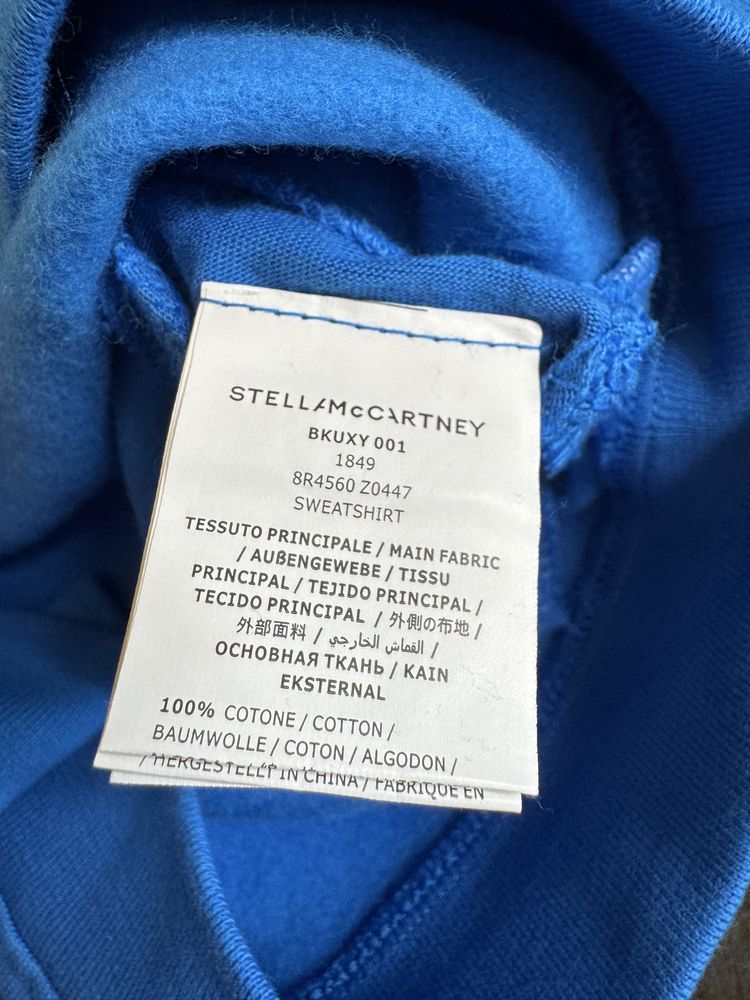 STELLA McCARTNEY
BKUXY 001
1849
8R4560 Z0447
SWEATSHIRT
TESSUTO PRINCIPALE / MAIN FABRIC
/ AUßENGEWEBE / TISSU
PRINCIPAL / TEJIDO PRINCIPAL /
TECIDO PRINCIPAL / 外側の布地 /
外部面料 / القماش الخارجي /
ОСНОВНАЯ ТКАНЬ / KAIN
EKSTERNAL
100% COTONE / COTTON /
BAUMWOLLE / COTON / ALGODON /
/ HERGESTELLT IN CHINA / FABRIQUE EN